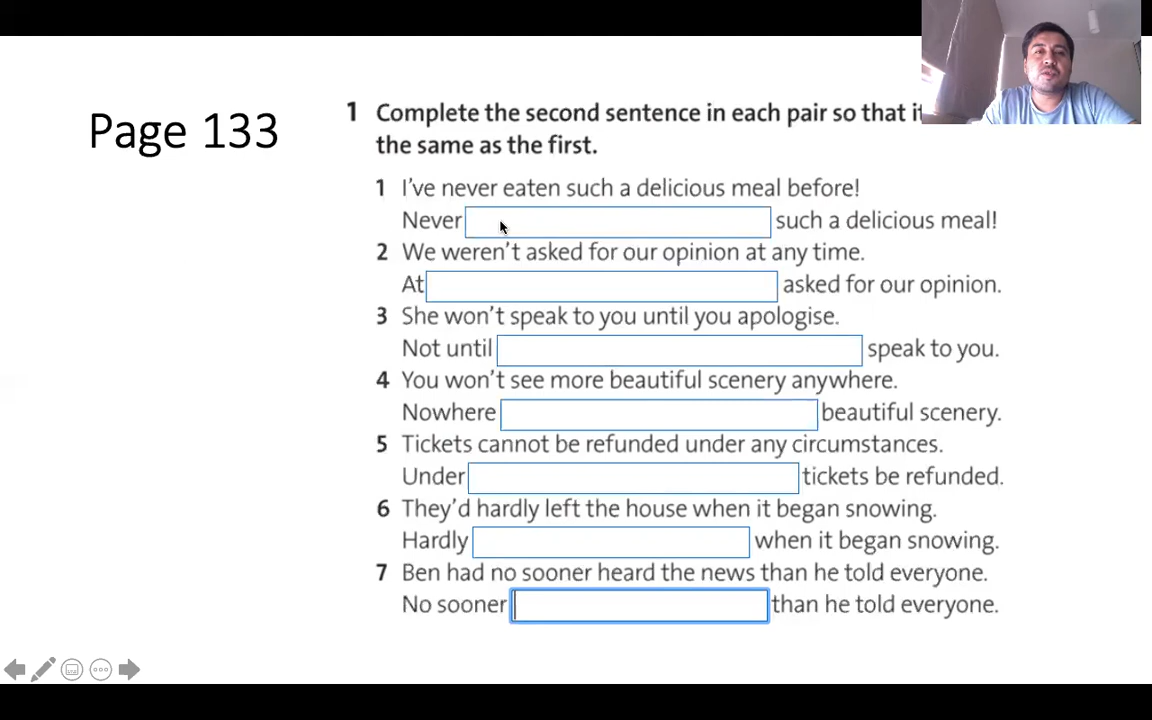 Page 133
1 Complete the second sentence in each pair so that
the same as the first.
1 I've never eaten such a delicious meal before!
Never such a delicious meal!
2 We weren't asked for our opinion at any time.
At asked for our opinion.
3 She won't speak to you until you apologise.
Not until speak to you.
4 You won't see more beautiful scenery anywhere.
Nowhere beautiful scenery.
5 Tickets cannot be refunded under any circumstances.
Under tickets be refunded.
6 They'd hardly left the house when it began snowing.
Hardly when it began snowing.
7 Ben had no sooner heard the news than he told everyone.
No sooner than he told everyone.